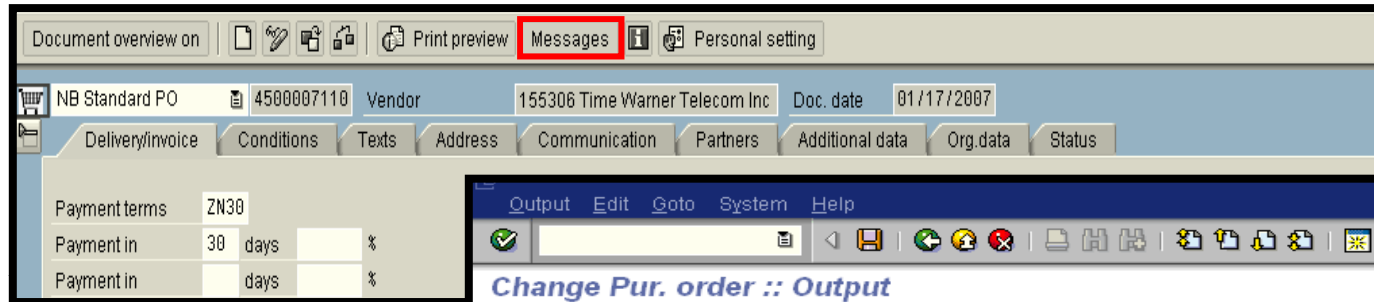 Document overview on Print preview Messages Personal setting
NB Standard PO 4500007110 Vendor 155306 Time Warner Telecom Inc Doc. date 01/17/2007
Delivery/invoice Conditions Texts Address Communication Partners Additional data Org.data Status
Payment terms ZN30
Payment in 30 days %
Payment in days %
Output Edit Goto System Help
Change Pur. order :: Output